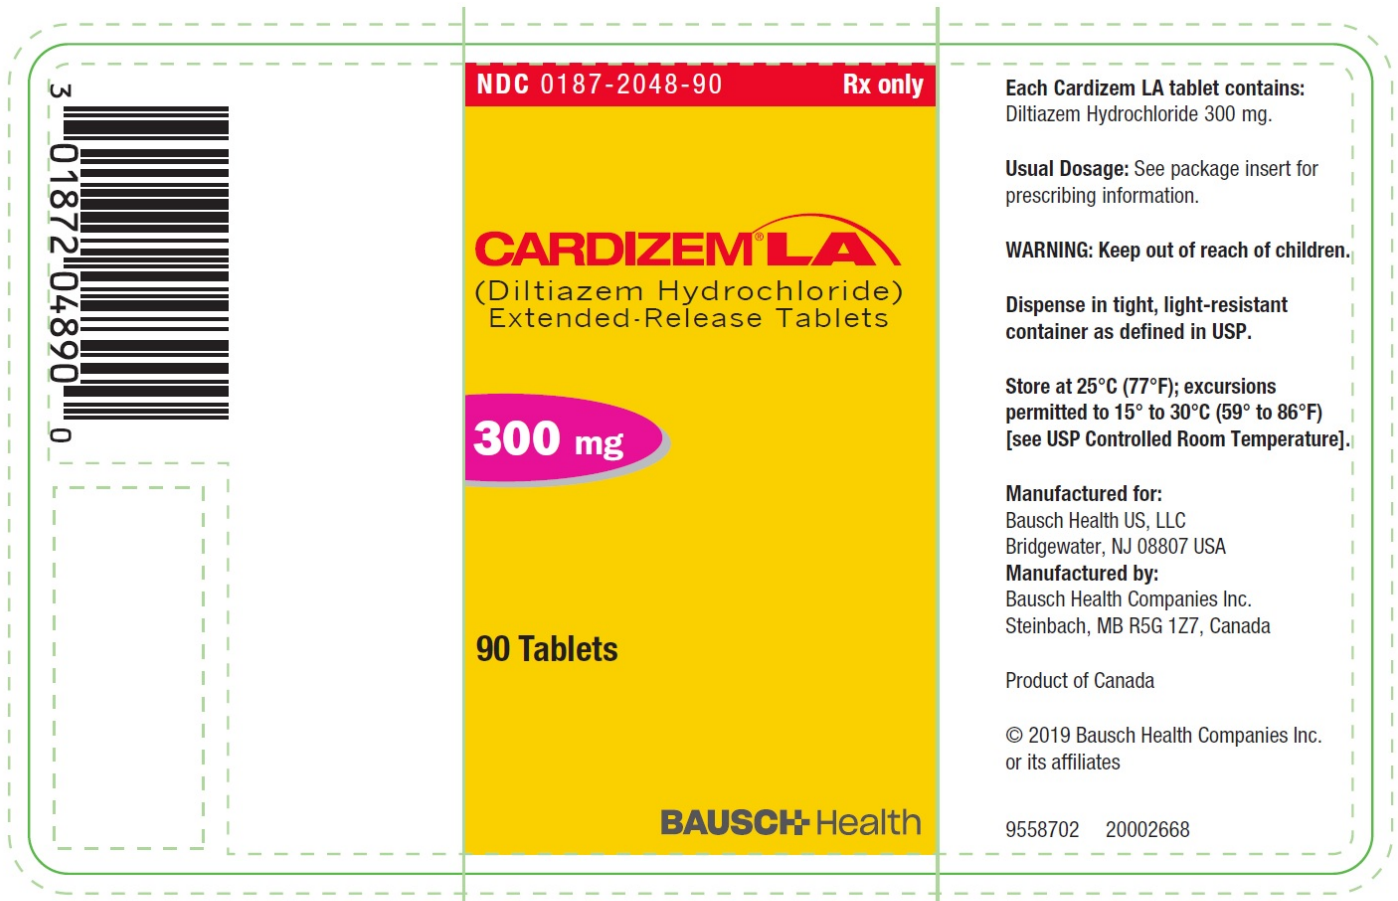 3 0187204890 0
NDC 0187-2048-90 Rx only
CARDIZEM® LA
(Diltiazem Hydrochloride)
Extended-Release Tablets
300 mg
90 Tablets
BAUSCH+ Health
Each Cardizem LA tablet contains:
Diltiazem Hydrochloride 300 mg.
Usual Dosage: See package insert for
prescribing information.
WARNING: Keep out of reach of children.
Dispense in tight, light-resistant
container as defined in USP.
Store at 25°C (77°F); excursions
permitted to 15° to 30°C (59° to 86°F)
[see USP Controlled Room Temperature].
Manufactured for:
Bausch Health US, LLC
Bridgewater, NJ 08807 USA
Manufactured by:
Bausch Health Companies Inc.
Steinbach, MB R5G 1Z7, Canada
Product of Canada
© 2019 Bausch Health Companies Inc.
or its affiliates
9558702 20002668